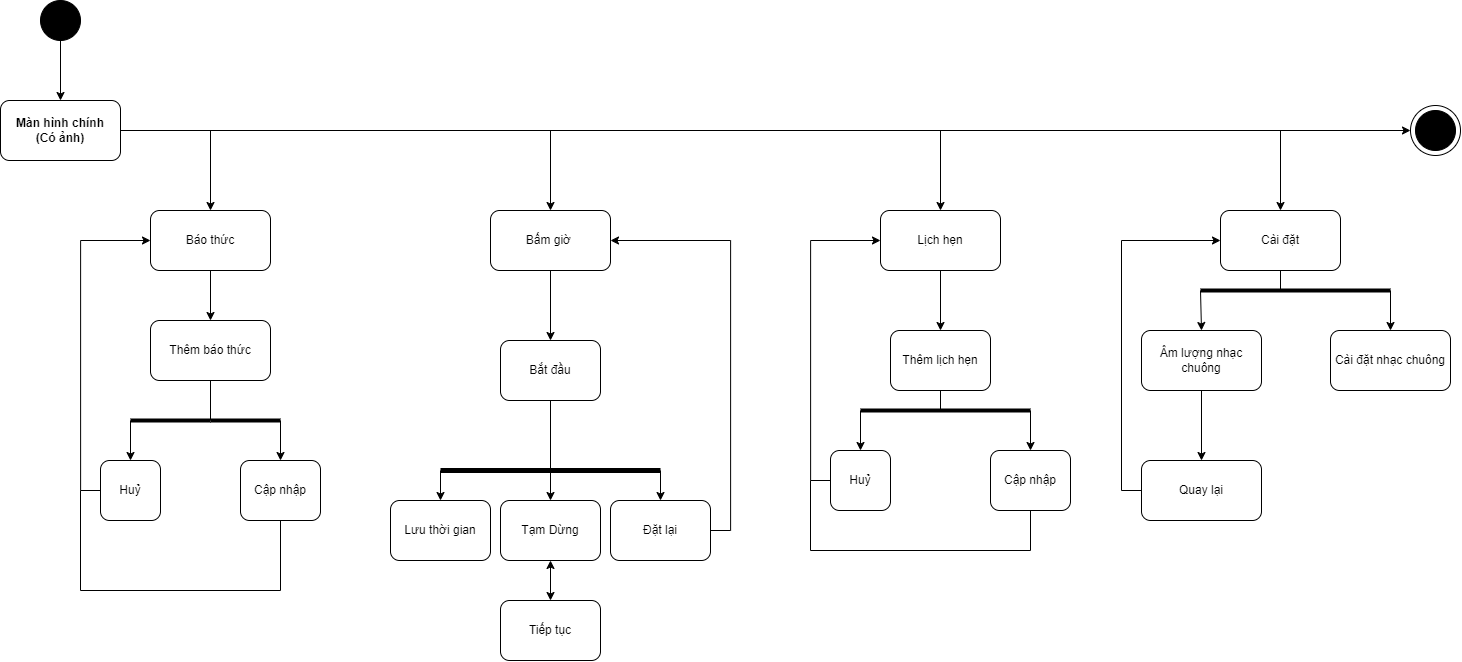 Màn hình chính
(Có ảnh)
Báo thức
Bấm giờ
Lịch hẹn
Cài đặt
Thêm báo thức
Bắt đầu
Thêm lịch hẹn
Âm lượng nhạc
chuông
Cài đặt nhạc chuông
Huỷ
Cập nhập
Huỷ
Cập nhập
Quay lại
Lưu thời gian
Tạm Dừng
Đặt lại
Tiếp tục